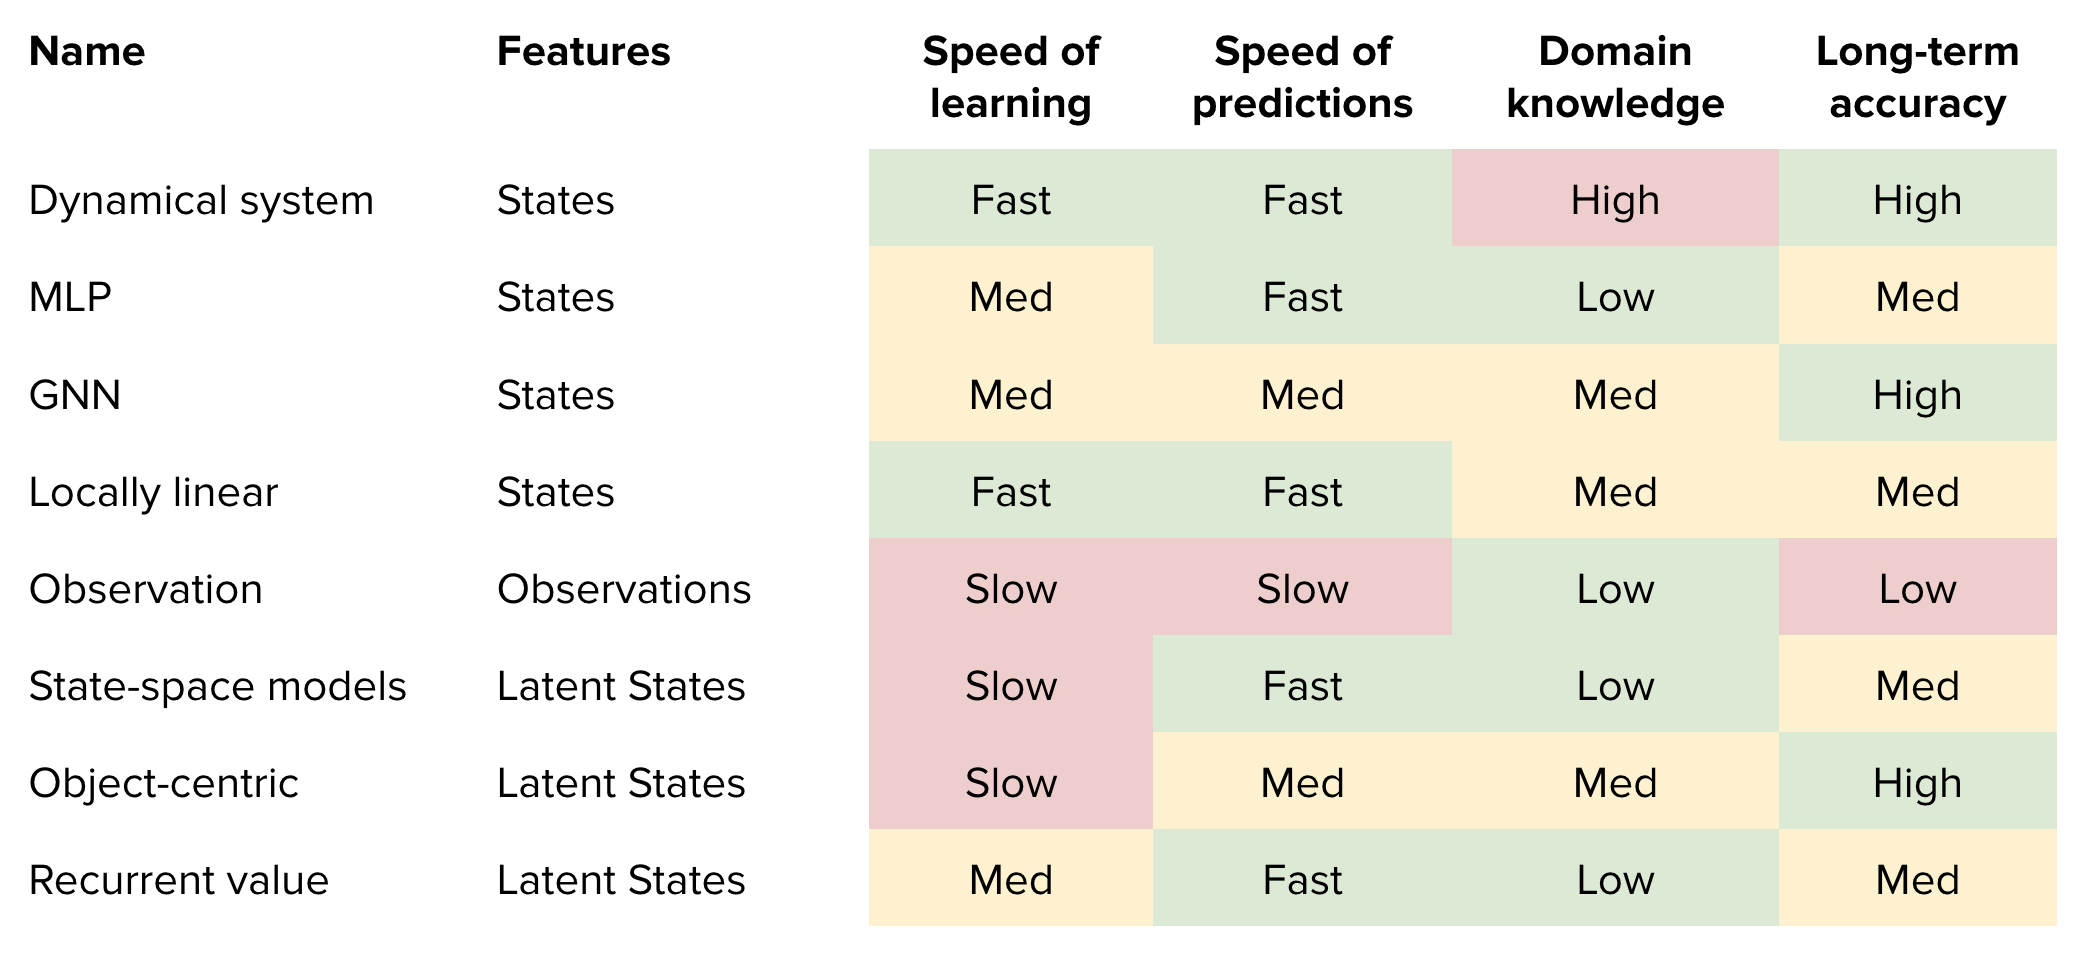 Name Features Speed of learning Speed of predictions Domain knowledge Long-term accuracy
Dynamical system States Fast Fast High High
MLP States Med Fast Low Med
GNN States Med Med Med High
Locally linear States Fast Fast Med Med
Observation Observations Slow Slow Low Low
State-space models Latent States Slow Fast Low Med
Object-centric Latent States Slow Med Med High
Recurrent value Latent States Med Fast Low Med